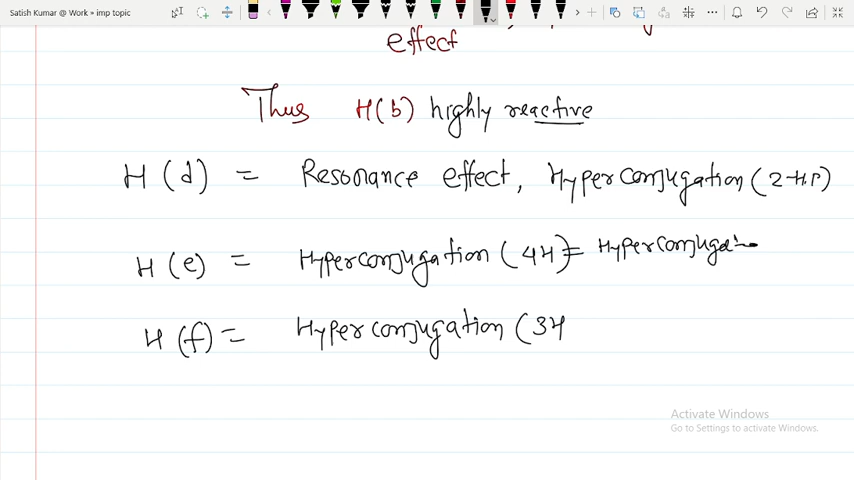 Satish Kumar @ Work » imp topic
effect
Thus H(b) highly reactive
H(d) = Resonance effect, Hyperconjugation (2-H.P)
H(e) = Hyperconjugation (4H) = Hyperconjugatio
H(f) = Hyperconjugation (3H
Activate Windows
Go to Settings to activate Windows.